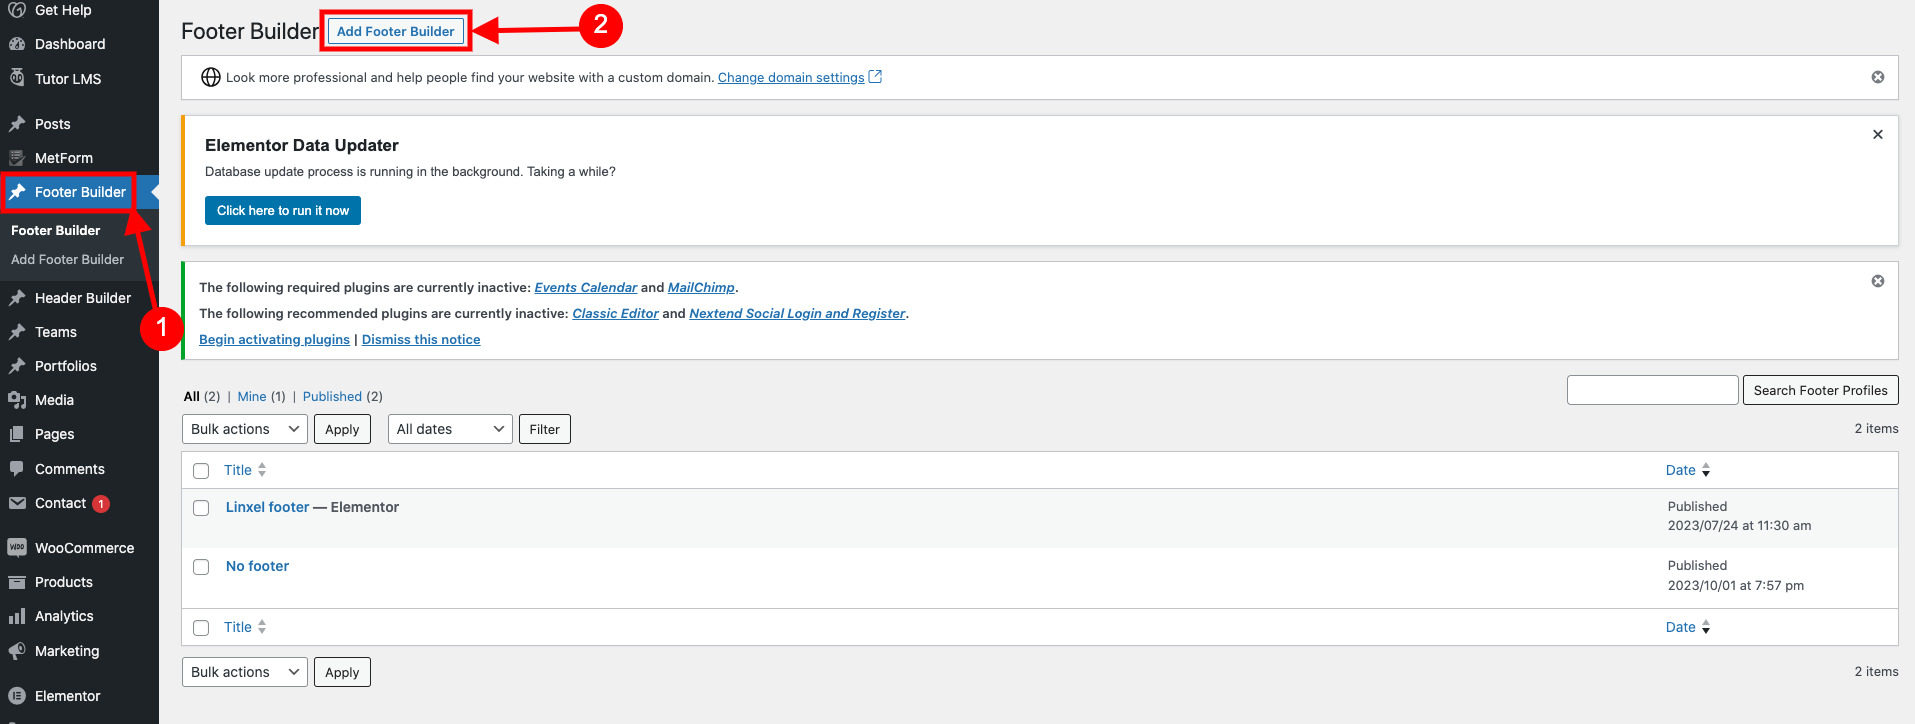 Get Help
Dashboard
Tutor LMS
Posts
MetForm
Footer Builder
Footer Builder
Add Footer Builder
Header Builder
Teams
Portfolios
Media
Pages
Comments
Contact 1
WooCommerce
Products
Analytics
Marketing
Elementor
1
Footer Builder Add Footer Builder 2
Look more professional and help people find your website with a custom domain. Change domain settings
Elementor Data Updater
Database update process is running in the background. Taking a while?
Click here to run it now
The following required plugins are currently inactive: Events Calendar and MailChimp.
The following recommended plugins are currently inactive: Classic Editor and Nextend Social Login and Register.
Begin activating plugins | Dismiss this notice
All (2) | Mine (1) | Published (2)
Search Footer Profiles
Bulk actions Apply All dates Filter
2 items
Title Date
Linxel footer — Elementor Published
2023/07/24 at 11:30 am
No footer Published
2023/10/01 at 7:57 pm
Title Date
Bulk actions Apply 2 items